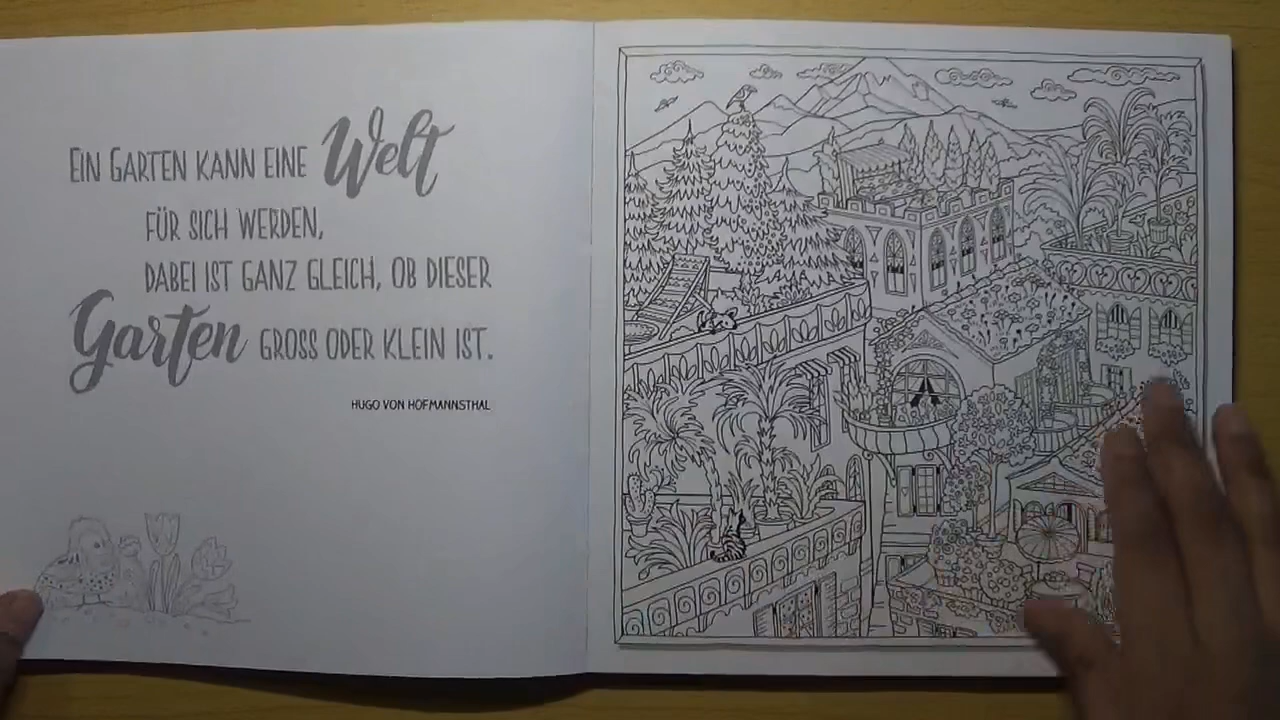 EIN GARTEN KANN EINE Welt
FÜR SICH WERDEN,
DABEI IST GANZ GLEICH, OB DIESER
Garten GROSS ODER KLEIN IST.
HUGO VON HOFMANNSTHAL